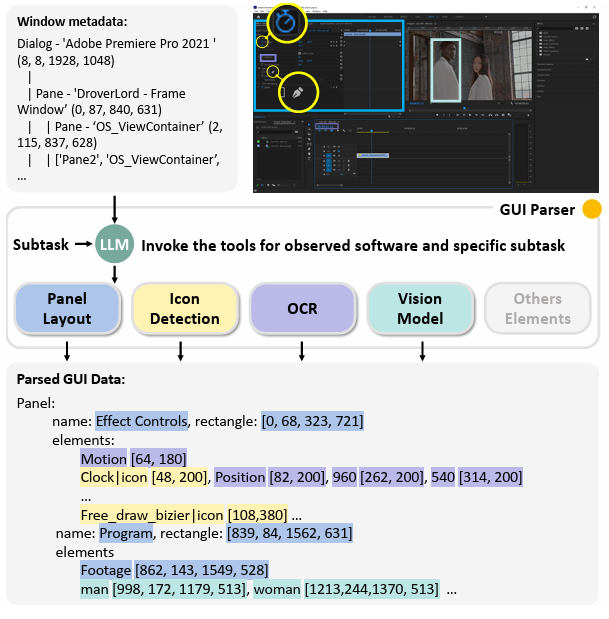 Window metadata:
Dialog - 'Adobe Premiere Pro 2021 '
(8, 8, 1928, 1048)
|
| Pane - 'DroverLord - Frame
Window’ (0, 87, 840, 631)
| | Pane - ‘OS_ViewContainer’ (2,
115, 837, 628)
| | ['Pane2', 'OS_ViewContainer’,
...
GUI Parser
Subtask
LLM
Invoke the tools for observed software and specific subtask
Panel
Layout
Icon
Detection
OCR
Vision
Model
Others
Elements
Parsed GUI Data:
Panel:
name: Effect Controls, rectangle: [0, 68, 323, 721]
elements:
Motion [64, 180]
Clock|icon [48, 200], Position [82, 200], 960 [262, 200], 540 [314, 200]
...
Free_draw_bizier|icon [108,380] ...
name: Program, rectangle: [839, 84, 1562, 631]
elements
Footage [862, 143, 1549, 528]
man [998, 172, 1179, 513], woman [1213,244,1370, 513] ...